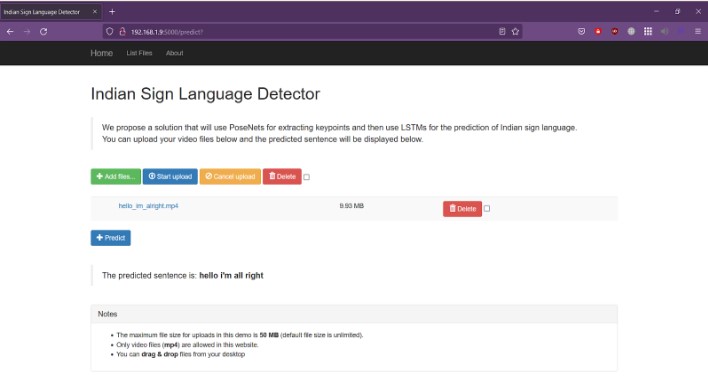 Indian Sign Language Detector
192.168.1.9:5000/predict?
Home List Files About
Indian Sign Language Detector
We propose a solution that will use PoseNets for extracting keypoints and then use LSTMs for the prediction of Indian sign language.
You can upload your video files below and the predicted sentence will be displayed below.
Add files... Start upload Cancel upload Delete
hello_im_alright.mp4 9.93 MB Delete
Predict
The predicted sentence is: hello i'm all right
Notes
The maximum file size for uploads in this demo is 50 MB (default file size is unlimited).
Only video files (mp4) are allowed in this website.
You can drag & drop files from your desktop